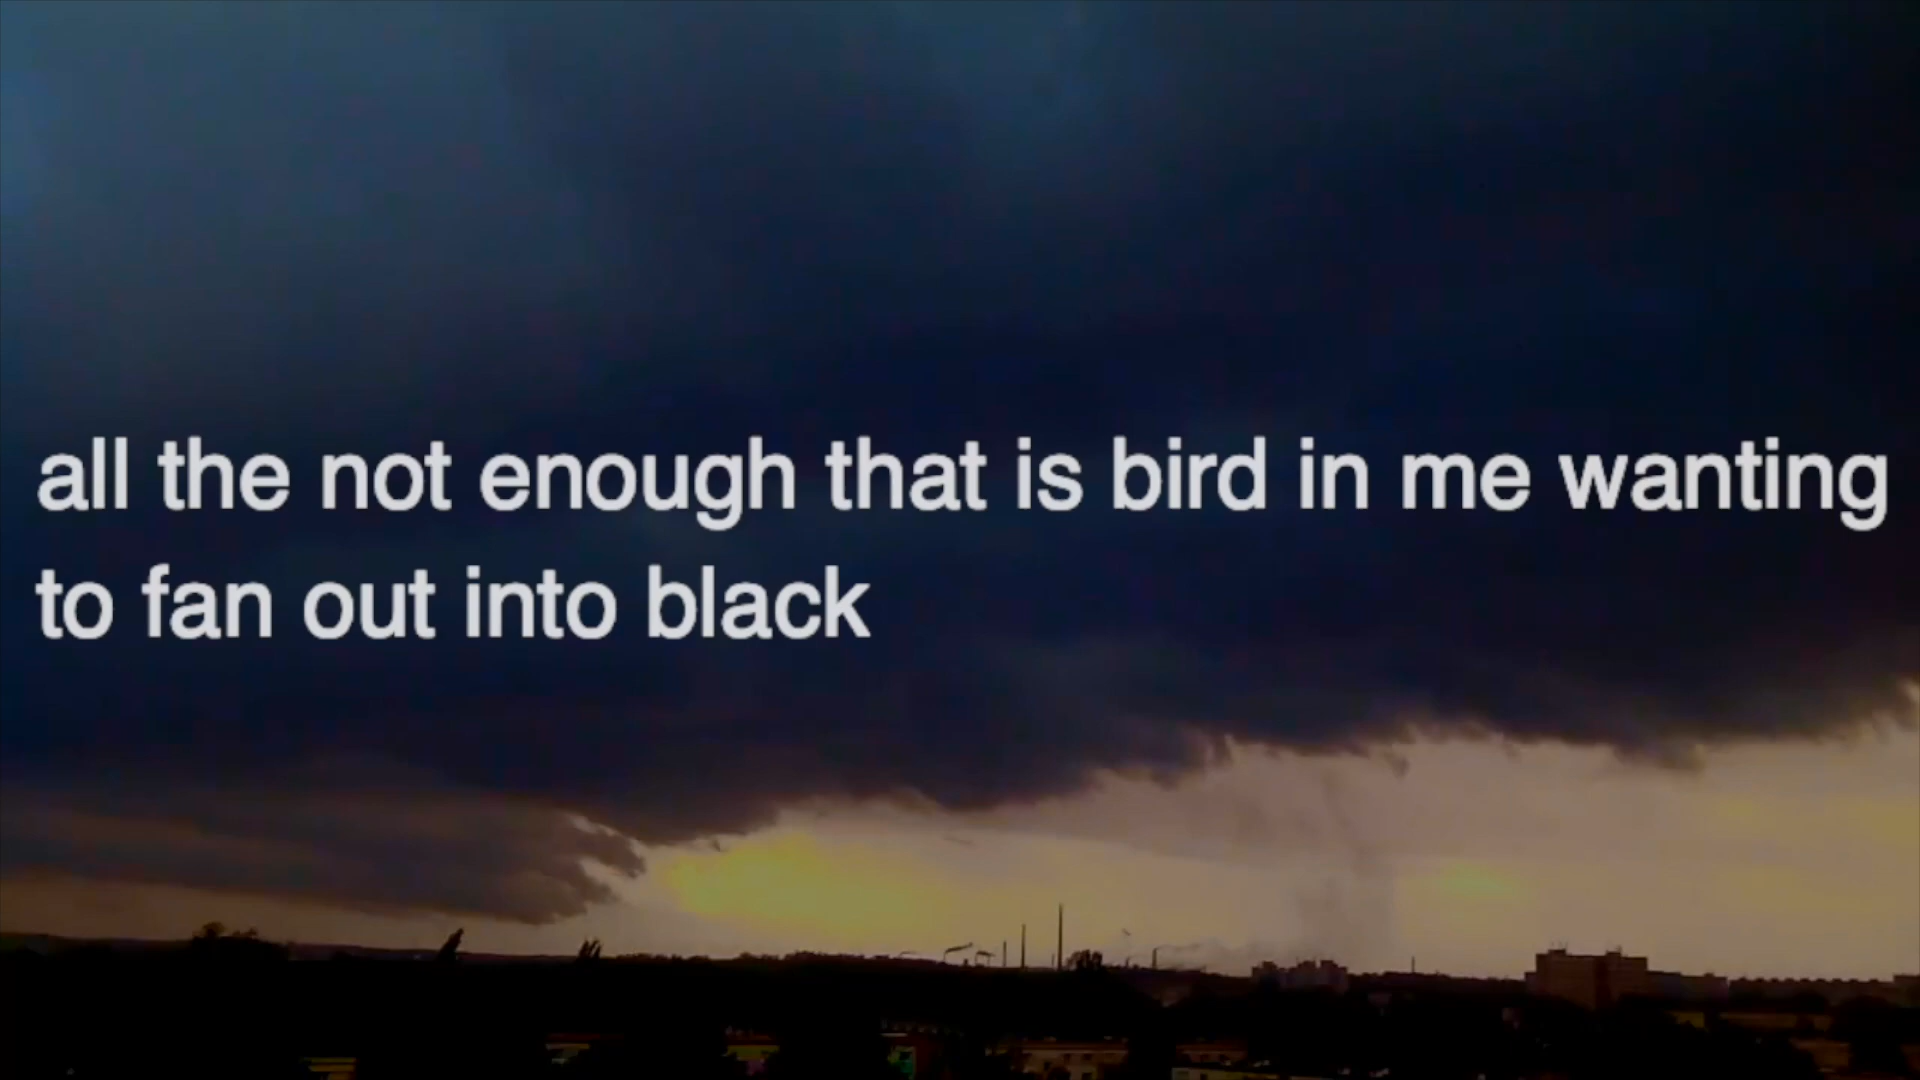 all the not enough that is bird in me wanting
to fan out into black